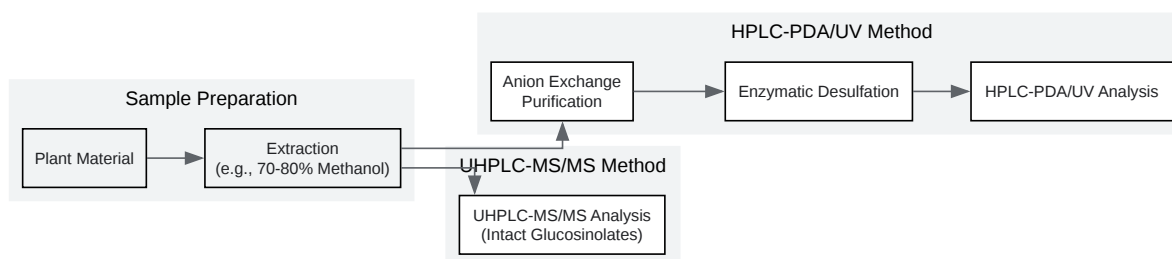 HPLC-PDA/UV Method
Anion Exchange
Purification
Enzymatic Desulfation
HPLC-PDA/UV Analysis
Sample Preparation
Plant Material
Extraction
(e.g., 70-80% Methanol)
UHPLC-MS/MS Method
UHPLC-MS/MS Analysis
(Intact Glucosinolates)